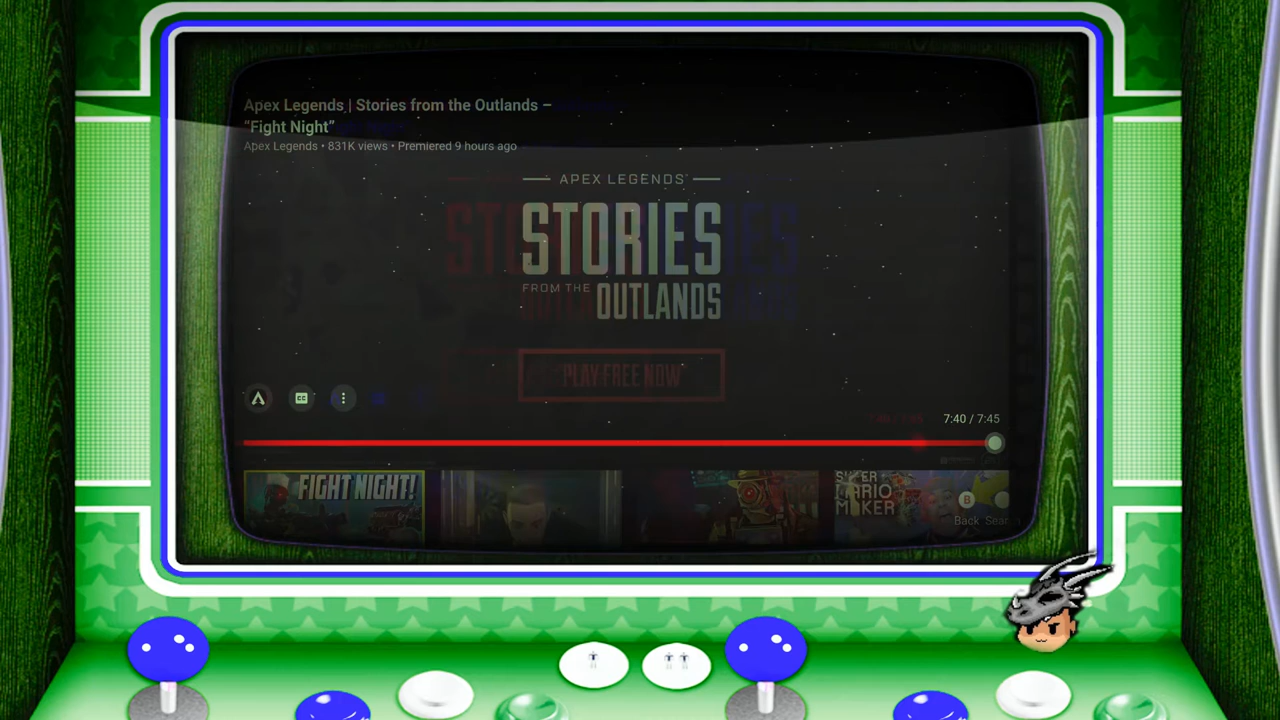 Apex Legends | Stories from the Outlands –
“Fight Night”
Apex Legends • 831K views • Premiered 9 hours ago
APEX LEGENDS
STORIES
FROM THE OUTLANDS
PLAY FREE NOW
CC
7:40 / 7:45
FIGHT NIGHT!
SUPER
MARIO
MAKER
B
Back